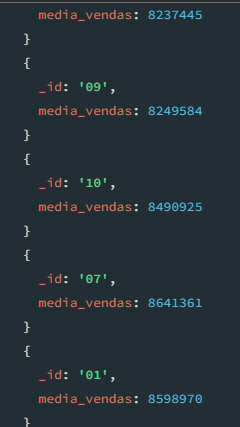 media_vendas: 8237445
}
{
_id: '09',
media_vendas: 8249584
}
{
_id: '10',
media_vendas: 8490925
}
{
_id: '07',
media_vendas: 8641361
}
{
_id: '01',
media_vendas: 8598970
}